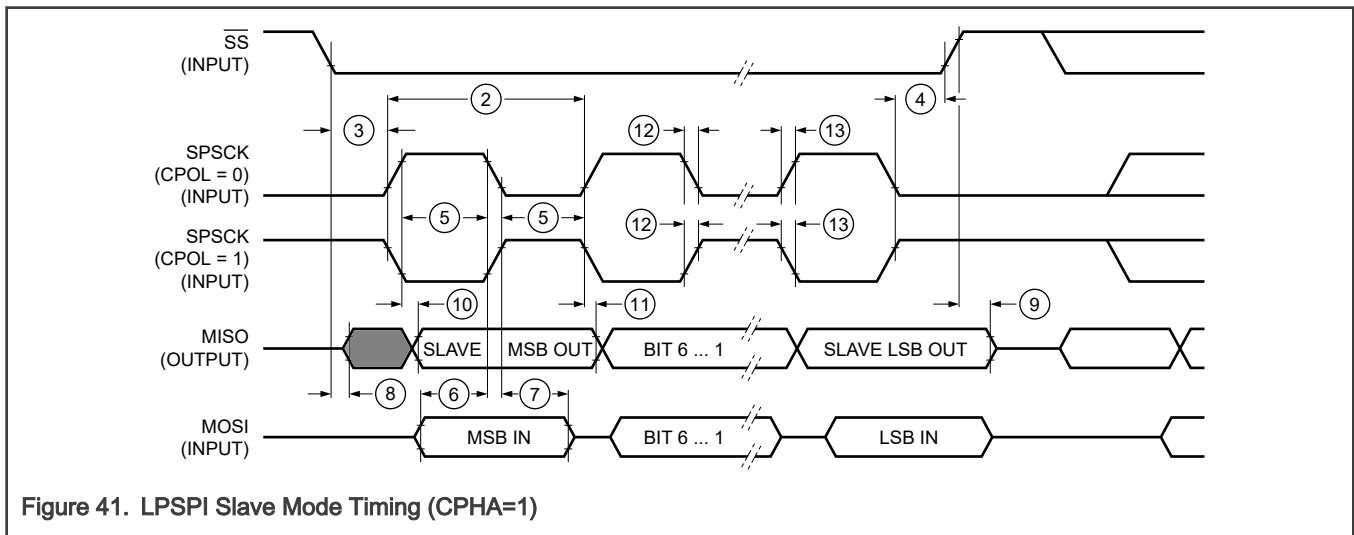 SS
(INPUT)
2
3
4
12
13
SPSCK
(CPOL = 0)
(INPUT)
5
5
12
13
SPSCK
(CPOL = 1)
(INPUT)
10
11
9
MISO
(OUTPUT)
SLAVE
MSB OUT
BIT 6 ... 1
SLAVE LSB OUT
8
6
7
MOSI
(INPUT)
MSB IN
BIT 6 ... 1
LSB IN
Figure 41. LPSPI Slave Mode Timing (CPHA=1)